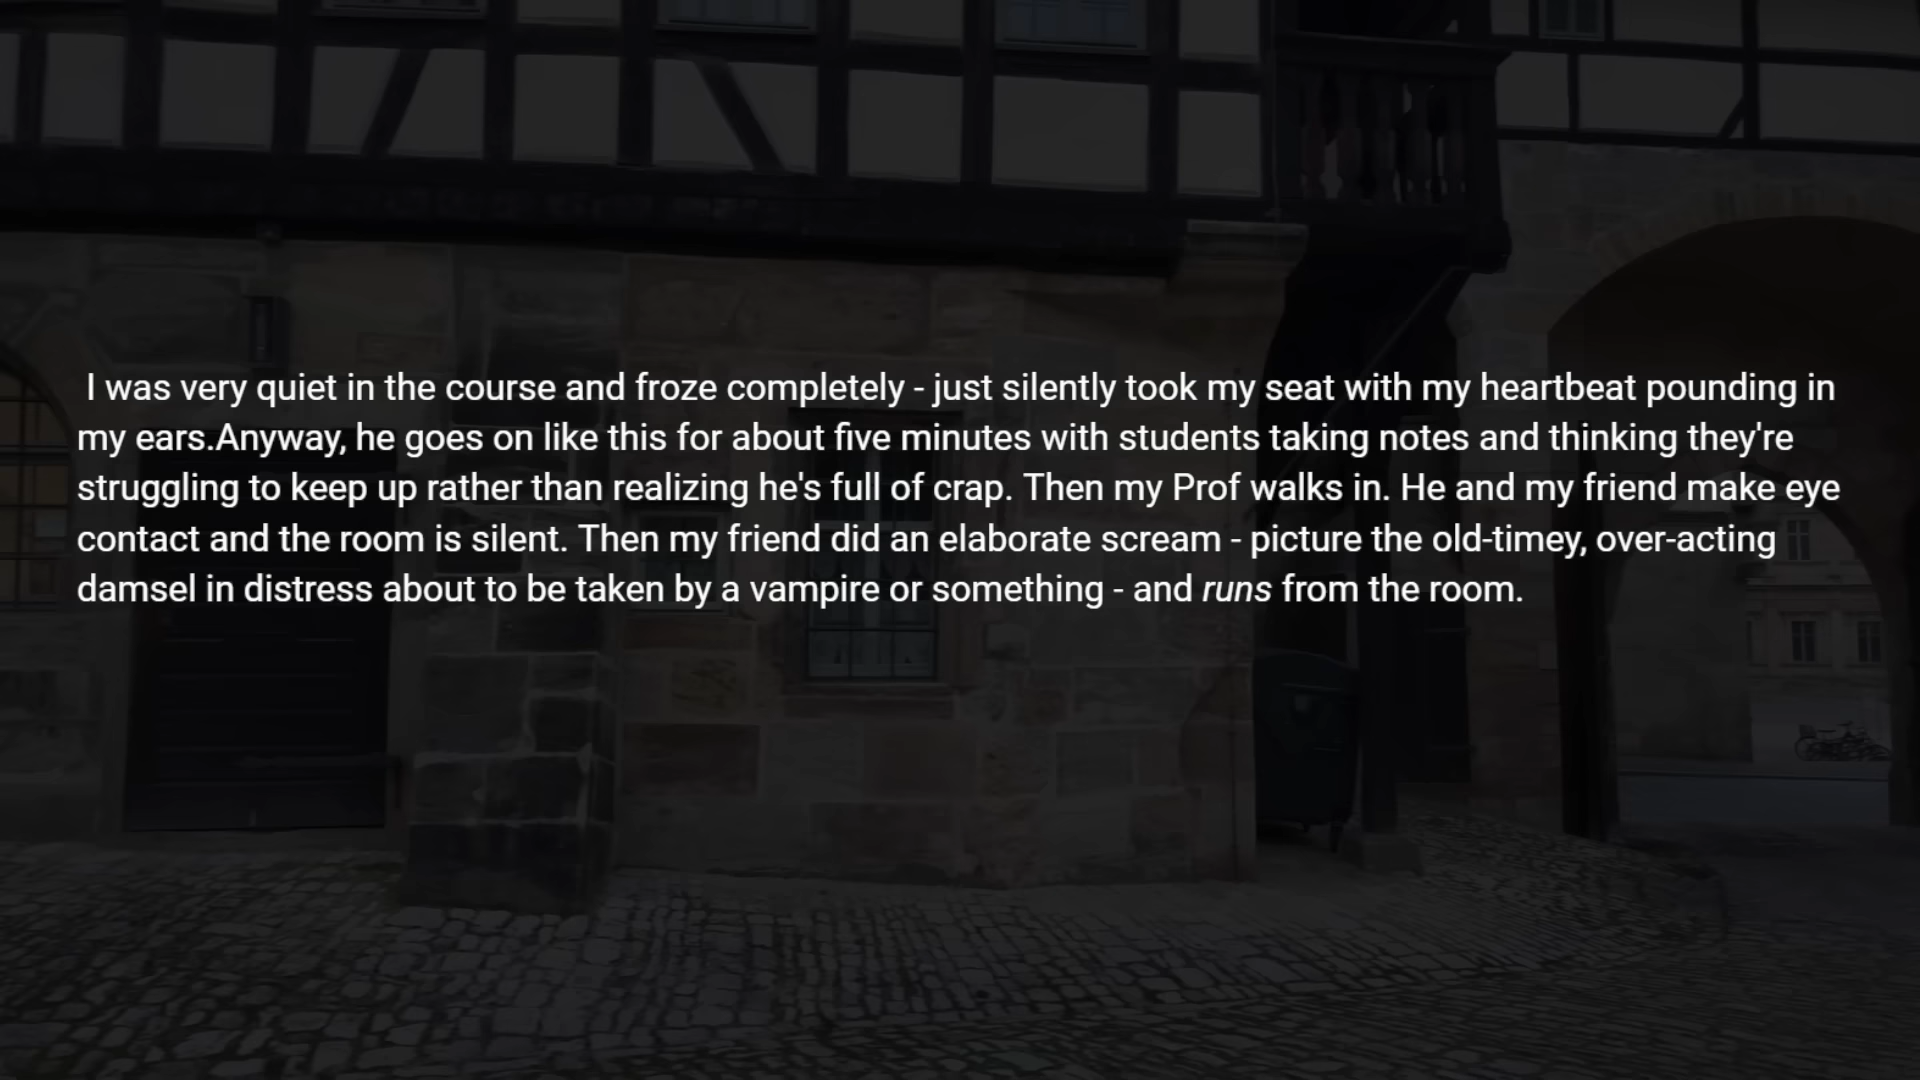 I was very quiet in the course and froze completely - just silently took my seat with my heartbeat pounding in
my ears.Anyway, he goes on like this for about five minutes with students taking notes and thinking they're
struggling to keep up rather than realizing he's full of crap. Then my Prof walks in. He and my friend make eye
contact and the room is silent. Then my friend did an elaborate scream - picture the old-timey, over-acting
damsel in distress about to be taken by a vampire or something - and runs from the room.